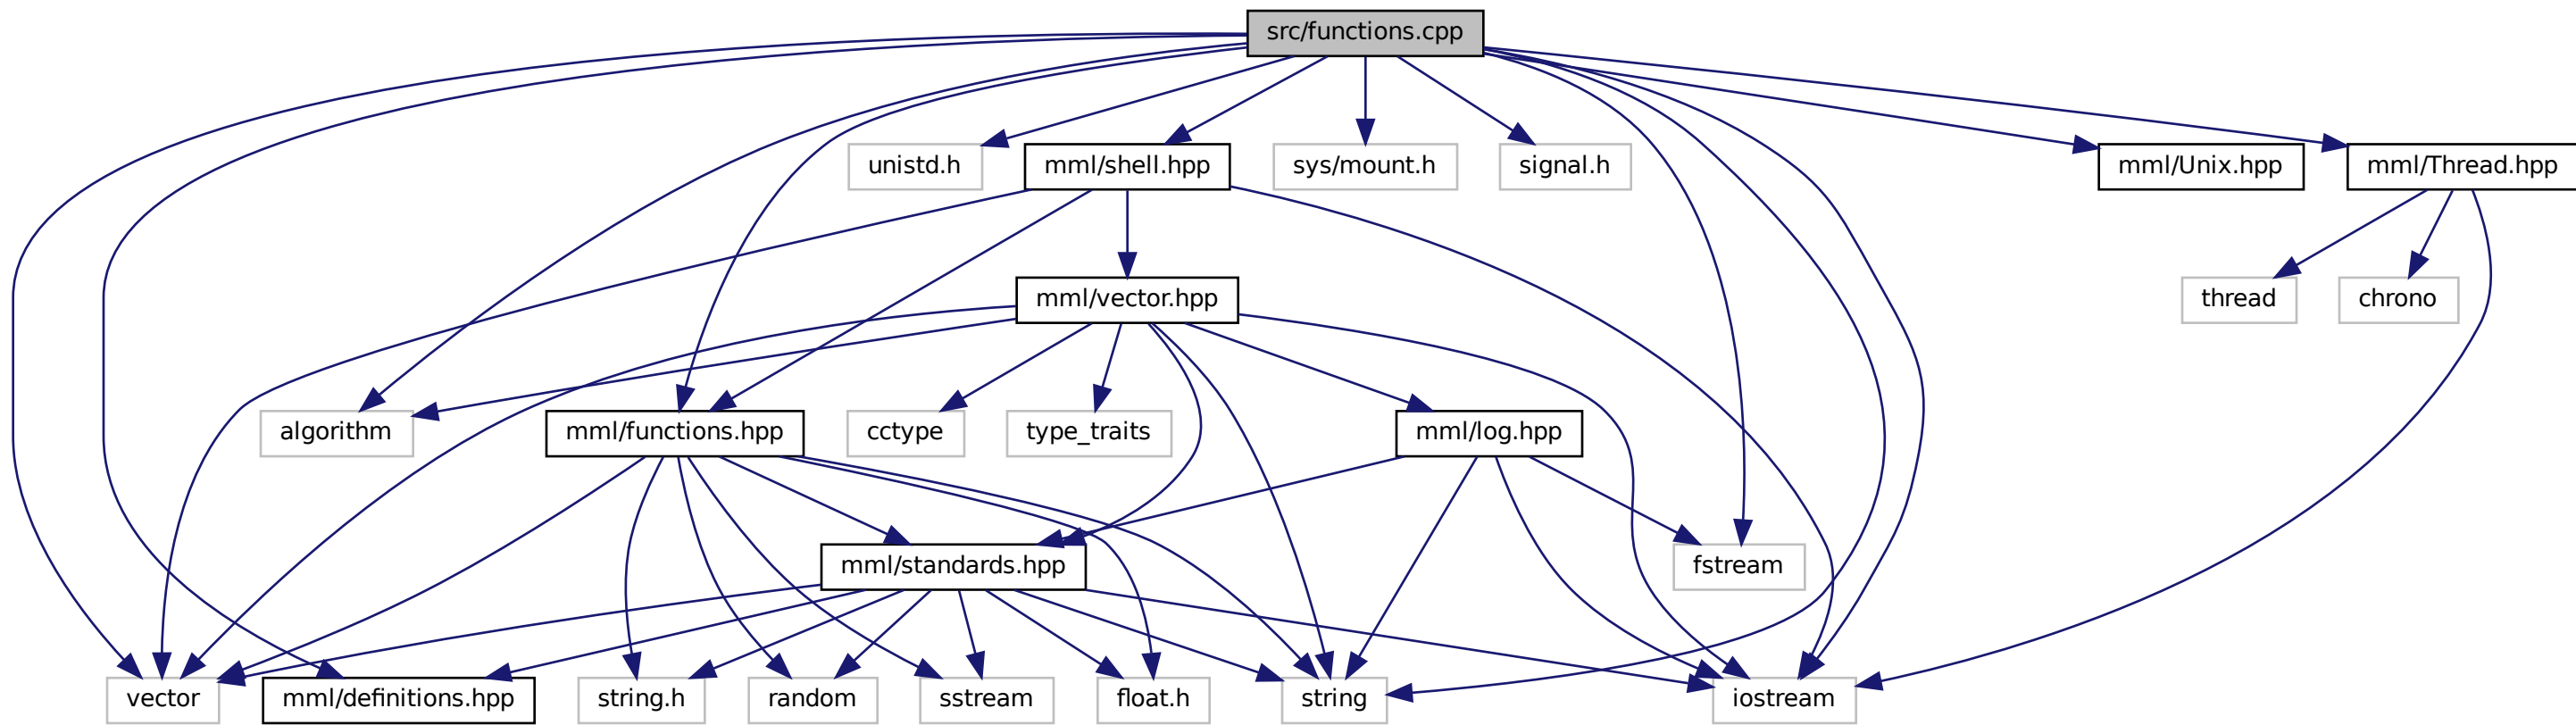 src/functions.cpp
unistd.h
mml/shell.hpp
sys/mount.h
signal.h
mml/Unix.hpp
mml/Thread.hpp
mml/vector.hpp
thread
chrono
algorithm
mml/functions.hpp
cctype
type_traits
mml/log.hpp
mml/standards.hpp
fstream
vector
mml/definitions.hpp
string.h
random
sstream
float.h
string
iostream